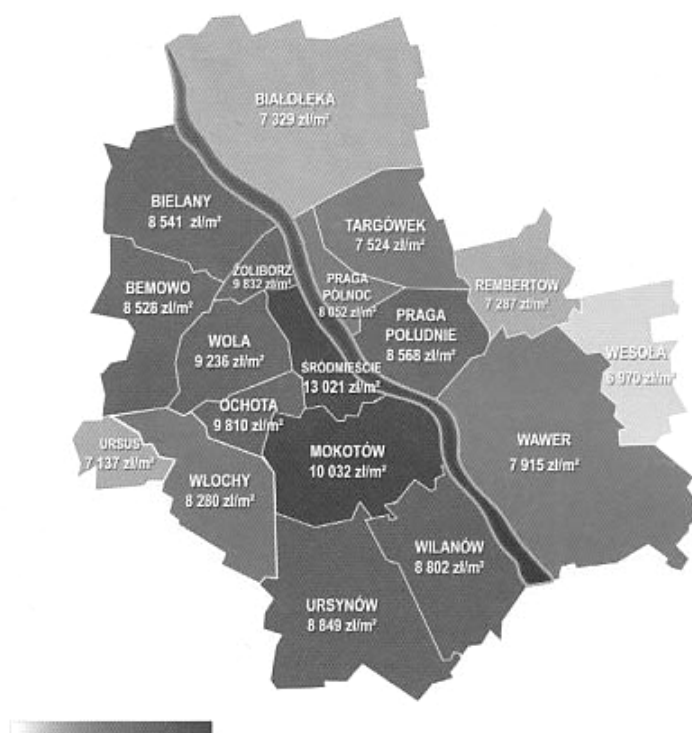 BIAŁOŁĘKA
7 329 zł/m²
BIELANY
8 541 zł/m²
TARGÓWEK
7 524 zł/m²
ŻOLIBORZ
9 832 zł/m²
PRAGA
PÓŁNOC
8 052 zł/m²
REMBERTÓW
7 287 zł/m²
BEMOWO
8 528 zł/m²
PRAGA
POŁUDNIE
8 568 zł/m²
WOLA
9 236 zł/m²
WESOŁA
6 970 zł/m²
ŚRÓDMIEŚCIE
13 021 zł/m²
OCHOTA
9 810 zł/m²
URSUS
7 137 zł/m²
MOKOTÓW
10 032 zł/m²
WAWER
7 915 zł/m²
WŁOCHY
8 280 zł/m²
WILANÓW
8 802 zł/m²
URSYNÓW
8 849 zł/m²